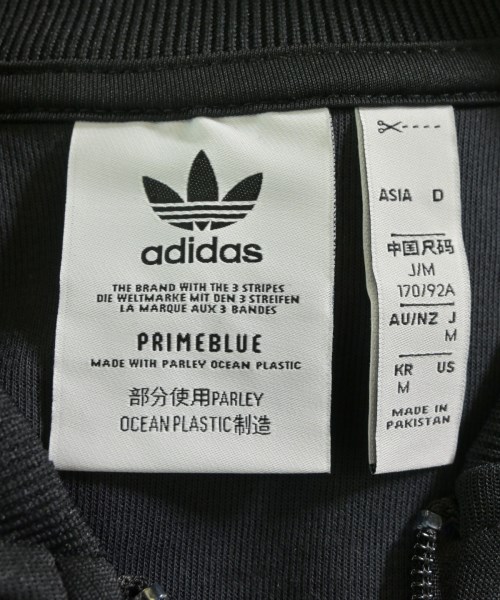 adidas
THE BRAND WITH THE 3 STRIPES
DIE WELTMARKE MIT DEN 3 STREIFEN
LA MARQUE AUX 3 BANDES
PRIMEBLUE
MADE WITH PARLEY OCEAN PLASTIC
部分使用PARLEY
OCEAN PLASTIC制造
ASIA D
中国尺码
J/M
170/92A
AU/NZ J
M
KR US
M
MADE IN
PAKISTAN